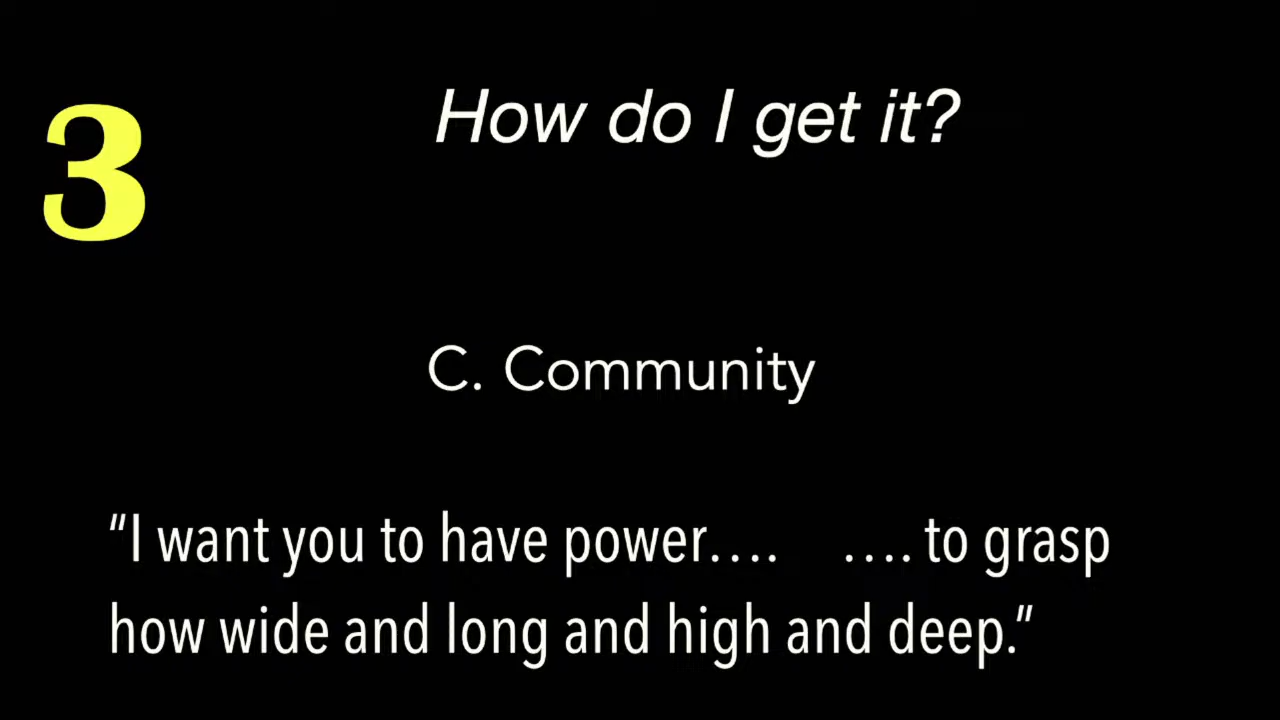 3
How do I get it?
C. Community
“I want you to have power…. …. to grasp
how wide and long and high and deep.”